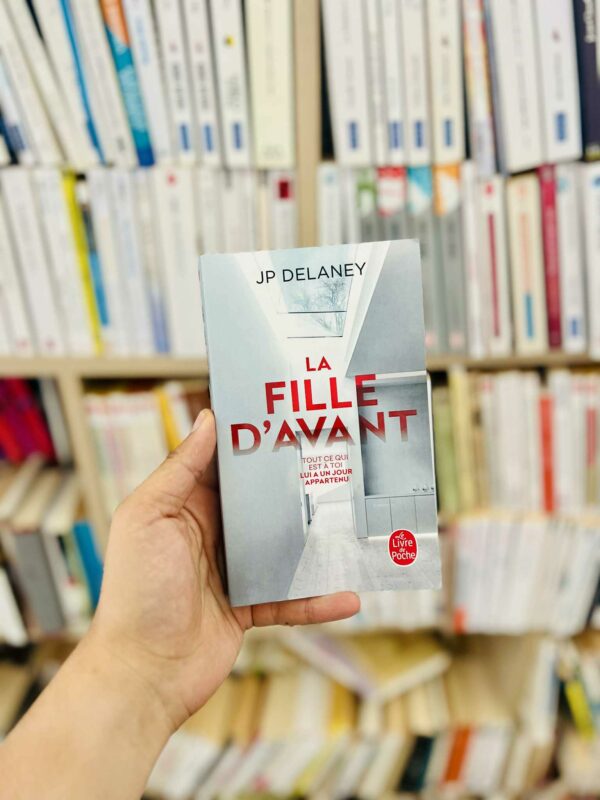 JP DELANEY
LA
FILLE
D'AVANT
TOUT CE QUI
EST À TOI
LUI A UN JOUR
APPARTENU
Le
Livre
de
Poche